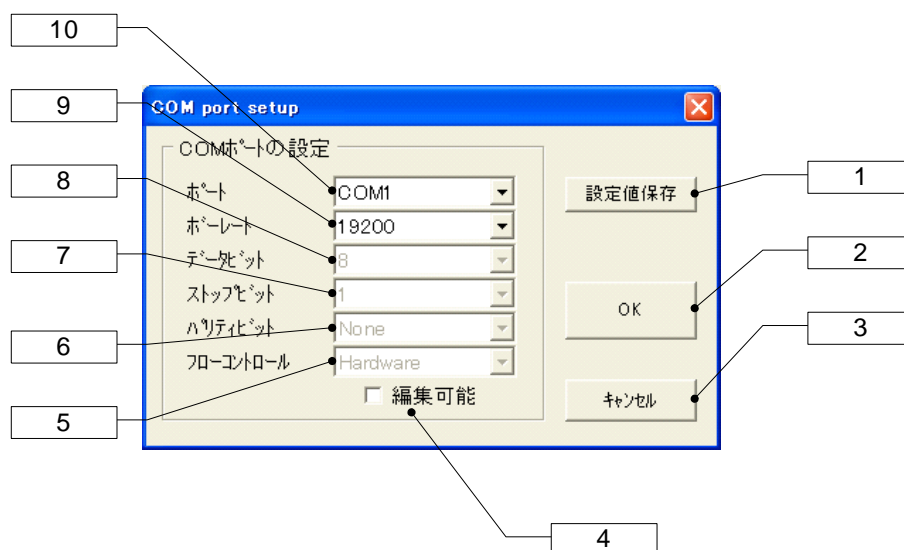 10
9
8
7
6
5
COM port setup
COMﾎﾟｰﾄの設定
ﾎﾟｰﾄ COM1
ﾎﾞｰﾚｰﾄ 19200
ﾃﾞｰﾀﾋﾞｯﾄ 8
ｽﾄｯﾌﾟﾋﾞｯﾄ 1
ﾊﾟﾘﾃｨﾋﾞｯﾄ None
ﾌﾛｰｺﾝﾄﾛｰﾙ Hardware
編集可能
設定値保存
OK
ｷｬﾝｾﾙ
1
2
3
4